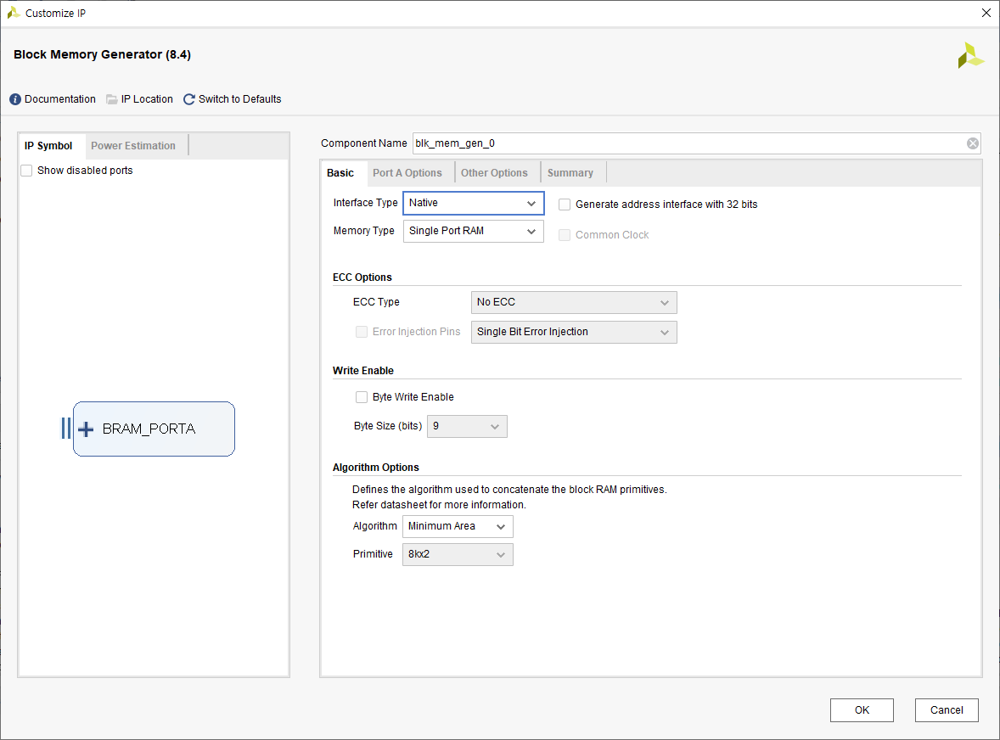 Customize IP
Block Memory Generator (8.4)
Documentation IP Location Switch to Defaults
IP Symbol Power Estimation
Show disabled ports
BRAM_PORTA
Component Name blk_mem_gen_0
Basic Port A Options Other Options Summary
Interface Type Native Generate address interface with 32 bits
Memory Type Single Port RAM Common Clock
ECC Options
ECC Type No ECC
Error Injection Pins Single Bit Error Injection
Write Enable
Byte Write Enable
Byte Size (bits) 9
Algorithm Options
Defines the algorithm used to concatenate the block RAM primitives.
Refer datasheet for more information.
Algorithm Minimum Area
Primitive 8kx2
OK Cancel